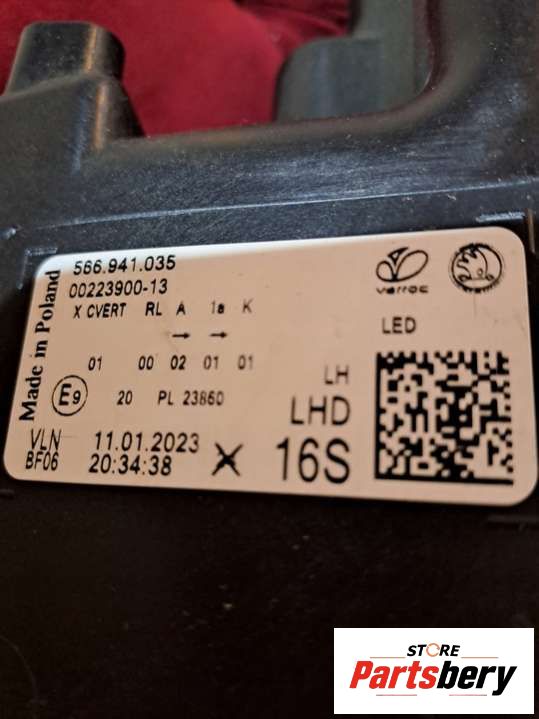 Made in Poland
566.941.035
00223900-13
X CVERT RL A 1a K
→ →
01 00 02 01 01
E9 20 PL 23860
VLN 11.01.2023
BF06 20:34:38
varroc
LED
LH
LHD
16S
STORE
Partsbery